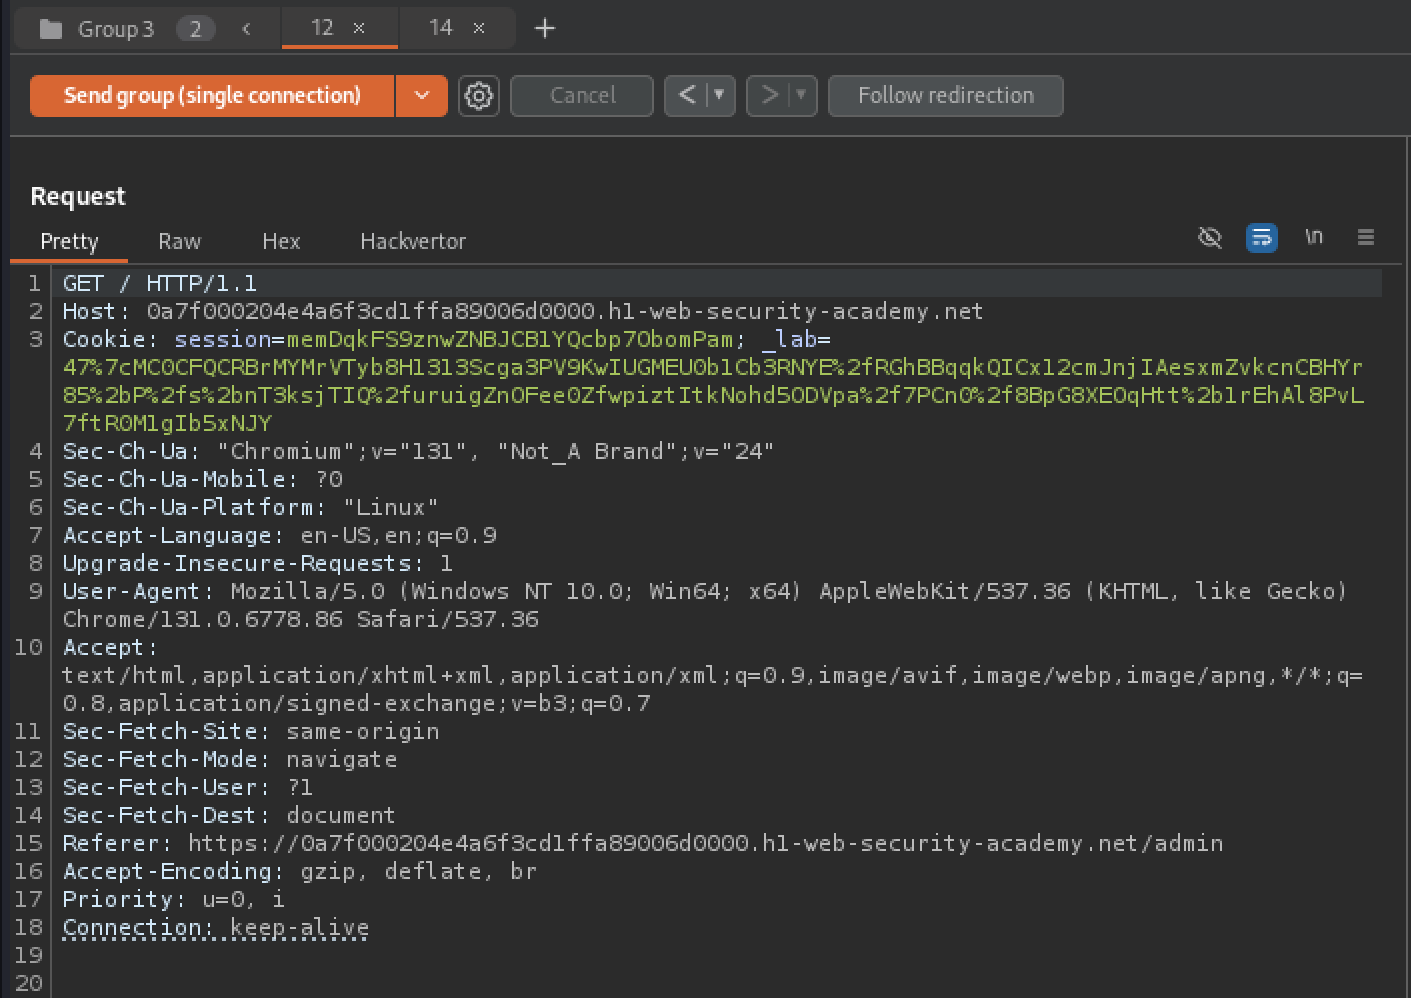 Group 3 2 < 12 × 14 × +
Send group (single connection) Cancel < > Follow redirection
Request
Pretty Raw Hex Hackvertor \n
1 GET / HTTP/1.1
2 Host: 0a7f000204e4a6f3cd1ffa89006d0000.h1-web-security-academy.net
3 Cookie: session=memDqkFS9znwZNBJCBlYQcbp7ObomPam; _lab=
47%7cMC0CFQCRBrMYMrVTyb8Hl3l3Scga3PV9KwIUGMEU0blCb3RNYE%2fRGhBBqqkQICxl2cmJnjIAesxmZvkcnCBHYr
85%2bP%2fs%2bnT3ksjTIQ%2furuigZnOFee0ZfwpiztItkNohd5ODVpa%2f7PCn0%2f8BpG8XEOqHtt%2blrEhAl8PvL
7ftR0MlgIb5xNJY
4 Sec-Ch-Ua: "Chromium";v="131", "Not_A Brand";v="24"
5 Sec-Ch-Ua-Mobile: ?0
6 Sec-Ch-Ua-Platform: "Linux"
7 Accept-Language: en-US,en;q=0.9
8 Upgrade-Insecure-Requests: 1
9 User-Agent: Mozilla/5.0 (Windows NT 10.0; Win64; x64) AppleWebKit/537.36 (KHTML, like Gecko)
Chrome/131.0.6778.86 Safari/537.36
10 Accept:
text/html,application/xhtml+xml,application/xml;q=0.9,image/avif,image/webp,image/apng,*/*;q=
0.8,application/signed-exchange;v=b3;q=0.7
11 Sec-Fetch-Site: same-origin
12 Sec-Fetch-Mode: navigate
13 Sec-Fetch-User: ?1
14 Sec-Fetch-Dest: document
15 Referer: https://0a7f000204e4a6f3cd1ffa89006d0000.h1-web-security-academy.net/admin
16 Accept-Encoding: gzip, deflate, br
17 Priority: u=0, i
18 Connection: keep-alive
19
20